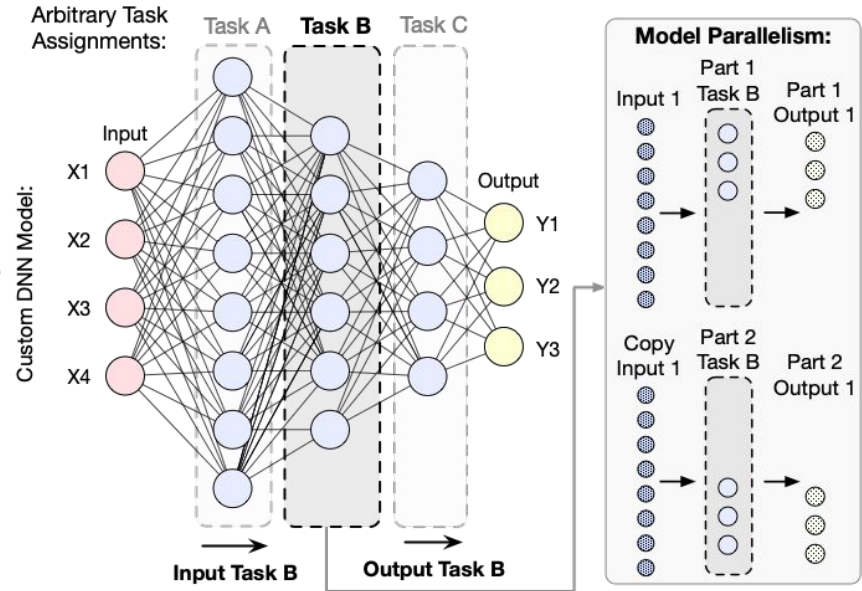 Arbitrary Task
Assignments:
Task A
Task B
Task C
Custom DNN Model:
Input
X1
X2
X3
X4
Output
Y1
Y2
Y3
Input Task B
Output Task B
Model Parallelism:
Input 1
Part 1
Task B
Part 1
Output 1
Copy
Input 1
Part 2
Task B
Part 2
Output 1